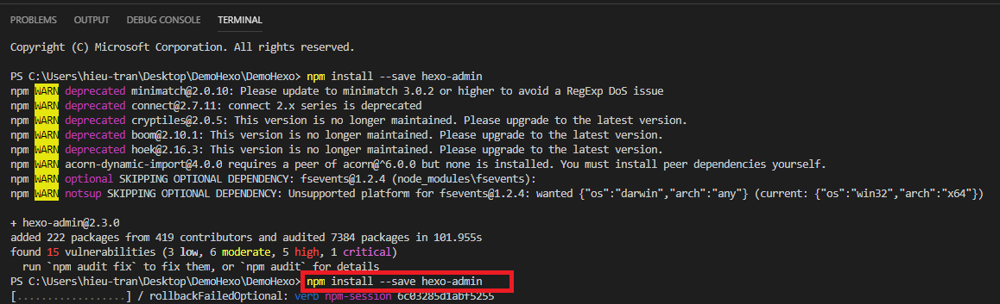 PROBLEMS OUTPUT DEBUG CONSOLE TERMINAL
Copyright (C) Microsoft Corporation. All rights reserved.
PS C:\Users\hieu-tran\Desktop\DemoHexo\DemoHexo> npm install --save hexo-admin
npm WARN deprecated minimatch@2.0.10: Please update to minimatch 3.0.2 or higher to avoid a RegExp DoS issue
npm WARN deprecated connect@2.7.11: connect 2.x series is deprecated
npm WARN deprecated cryptiles@2.0.5: This version is no longer maintained. Please upgrade to the latest version.
npm WARN deprecated boom@2.10.1: This version is no longer maintained. Please upgrade to the latest version.
npm WARN deprecated hoek@2.16.3: This version is no longer maintained. Please upgrade to the latest version.
npm WARN acorn-dynamic-import@4.0.0 requires a peer of acorn@^6.0.0 but none is installed. You must install peer dependencies yourself.
npm WARN optional SKIPPING OPTIONAL DEPENDENCY: fsevents@1.2.4 (node_modules\fsevents):
npm WARN notsup SKIPPING OPTIONAL DEPENDENCY: Unsupported platform for fsevents@1.2.4: wanted {"os":"darwin","arch":"any"} (current: {"os":"win32","arch":"x64"})
+ hexo-admin@2.3.0
added 222 packages from 419 contributors and audited 7384 packages in 101.955s
found 15 vulnerabilities (3 low, 6 moderate, 5 high, 1 critical)
run `npm audit fix` to fix them, or `npm audit` for details
PS C:\Users\hieu-tran\Desktop\DemoHexo\DemoHexo> npm install --save hexo-admin
[..................] / rollbackFailedOptional: verb npm-session 6c03285d1abf5255